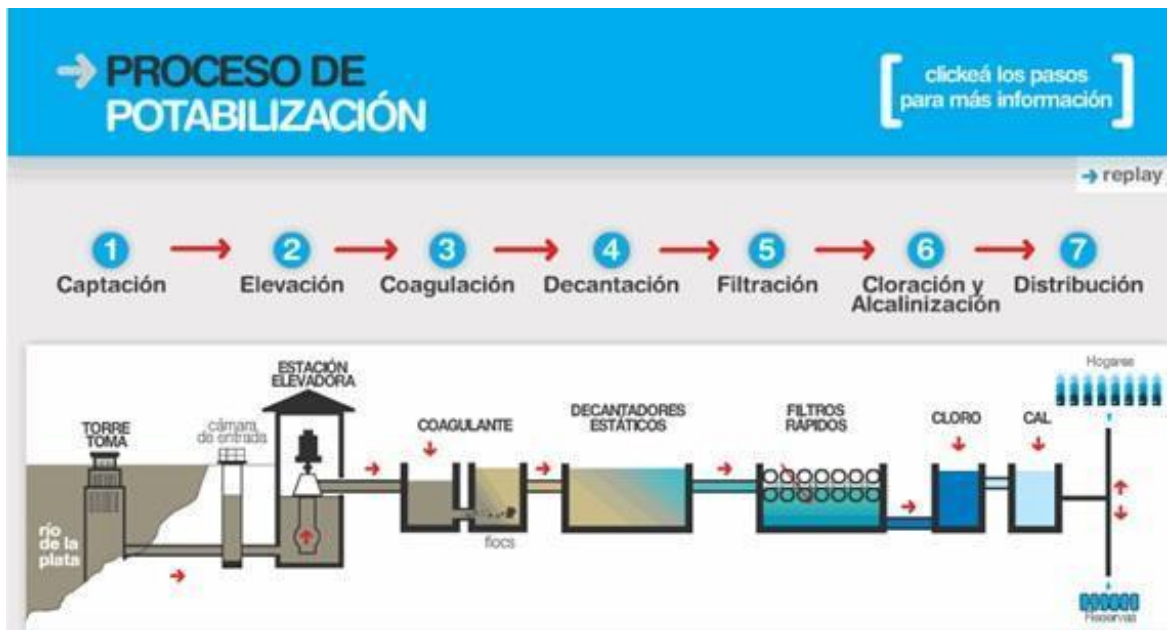 → PROCESO DE
POTABILIZACIÓN
[ clickeá los pasos
para más información ]
→ replay
1 → 2 → 3 → 4 → 5 → 6 → 7
Captación Elevación Coagulación Decantación Filtración Cloración y Alcalinización Distribución
Hogares
ESTACIÓN
ELEVADORA
TORRE
TOMA
cámara
de entrada
COAGULANTE
DECANTADORES
ESTÁTICOS
FILTROS
RÁPIDOS
CLORO
CAL
río
de la
plata
flocs
Reservas